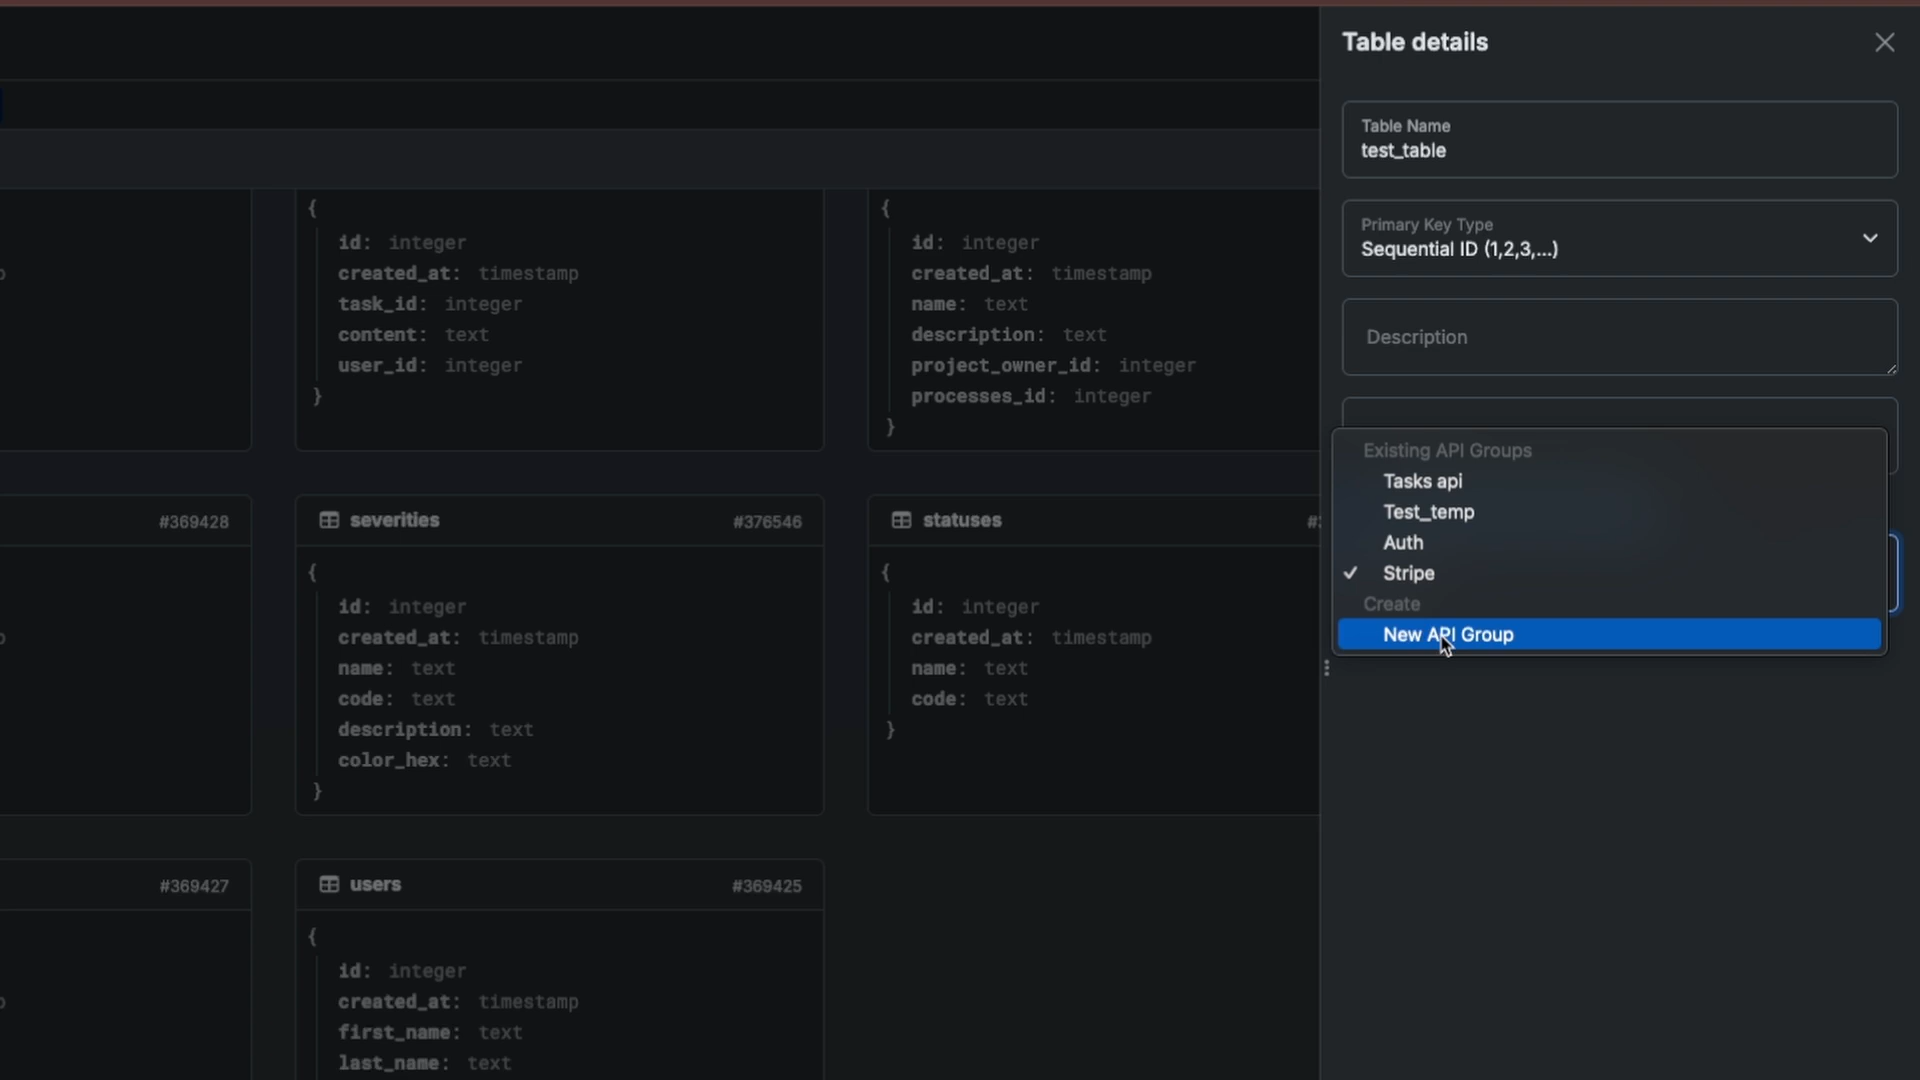 Table details
Table Name
test_table
Primary Key Type
Sequential ID (1,2,3,...)
Description
Existing API Groups
Tasks api
Test_temp
Auth
✓ Stripe
Create
New API Group
{
id: integer
created_at: timestamp
task_id: integer
content: text
user_id: integer
}
{
id: integer
created_at: timestamp
name: text
description: text
project_owner_id: integer
processes_id: integer
}
#369428
severities #376546
{
id: integer
created_at: timestamp
name: text
code: text
description: text
color_hex: text
}
statuses
{
id: integer
created_at: timestamp
name: text
code: text
}
#369427
users #369425
{
id: integer
created_at: timestamp
first_name: text
last_name: text